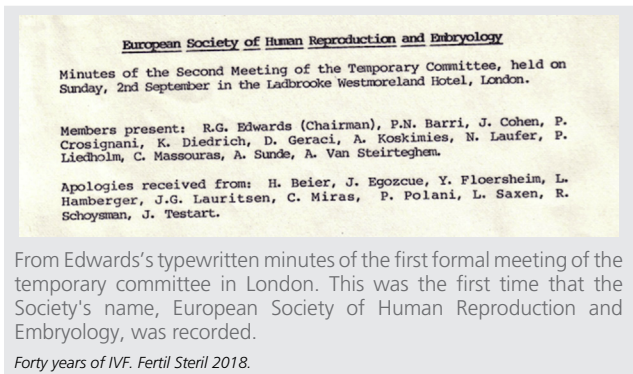 European Society of Human Reproduction and Embryology
Minutes of the Second Meeting of the Temporary Committee, held on
Sunday, 2nd September in the Ladbrooke Westmoreland Hotel, London.
Members present: R.G. Edwards (Chairman), P.N. Barri, J. Cohen, P.
Crosignani, K. Diedrich, D. Geraci, A. Koskimies, N. Laufer, P.
Liedholm, C. Massouras, A. Sunde, A. Van Steirteghem.
Apologies received from: H. Beier, J. Egozcue, Y. Floersheim, L.
Hamberger, J.G. Lauritsen, C. Miras, P. Polani, L. Saxen, R.
Schoysman, J. Testart.
From Edwards’s typewritten minutes of the first formal meeting of the
temporary committee in London. This was the first time that the
Society's name, European Society of Human Reproduction and
Embryology, was recorded.
Forty years of IVF. Fertil Steril 2018.